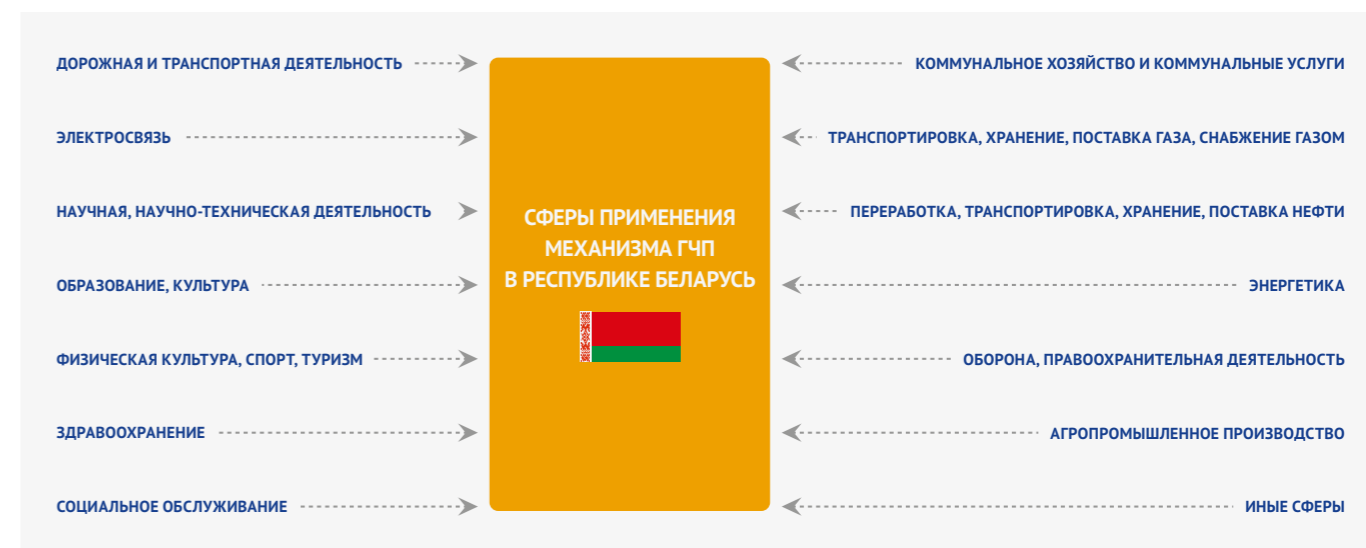 ДОРОЖНАЯ И ТРАНСПОРТНАЯ ДЕЯТЕЛЬНОСТЬ
ЭЛЕКТРОСВЯЗЬ
НАУЧНАЯ, НАУЧНО-ТЕХНИЧЕСКАЯ ДЕЯТЕЛЬНОСТЬ
ОБРАЗОВАНИЕ, КУЛЬТУРА
ФИЗИЧЕСКАЯ КУЛЬТУРА, СПОРТ, ТУРИЗМ
ЗДРАВООХРАНЕНИЕ
СОЦИАЛЬНОЕ ОБСЛУЖИВАНИЕ
СФЕРЫ ПРИМЕНЕНИЯ
МЕХАНИЗМА ГЧП
В РЕСПУБЛИКЕ БЕЛАРУСЬ
КОММУНАЛЬНОЕ ХОЗЯЙСТВО И КОММУНАЛЬНЫЕ УСЛУГИ
ТРАНСПОРТИРОВКА, ХРАНЕНИЕ, ПОСТАВКА ГАЗА, СНАБЖЕНИЕ ГАЗОМ
ПЕРЕРАБОТКА, ТРАНСПОРТИРОВКА, ХРАНЕНИЕ, ПОСТАВКА НЕФТИ
ЭНЕРГЕТИКА
ОБОРОНА, ПРАВООХРАНИТЕЛЬНАЯ ДЕЯТЕЛЬНОСТЬ
АГРОПРОМЫШЛЕННОЕ ПРОИЗВОДСТВО
ИНЫЕ СФЕРЫ